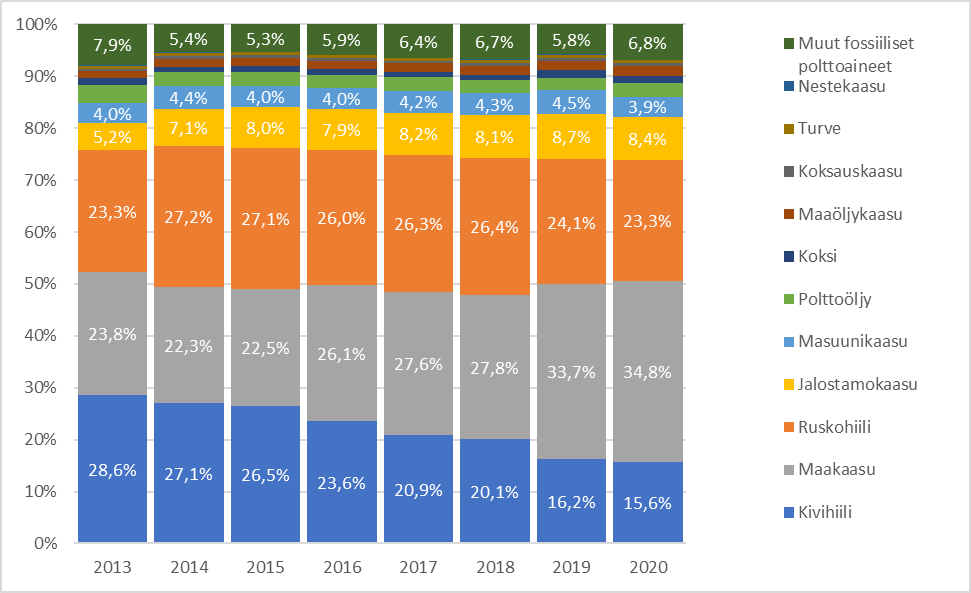 100%
90%
80%
70%
60%
50%
40%
30%
20%
10%
0%
7,9% 5,4% 5,3% 5,9% 6,4% 6,7% 5,8% 6,8%
4,0% 4,4% 4,0% 4,0% 4,2% 4,3% 4,5% 3,9%
5,2% 7,1% 8,0% 7,9% 8,2% 8,1% 8,7% 8,4%
23,3% 27,2% 27,1% 26,0% 26,3% 26,4% 24,1% 23,3%
23,8% 22,3% 22,5% 26,1% 27,6% 27,8% 33,7% 34,8%
28,6% 27,1% 26,5% 23,6% 20,9% 20,1% 16,2% 15,6%
2013 2014 2015 2016 2017 2018 2019 2020
Muut fossiiliset
polttoaineet
Nestekaasu
Turve
Koksauskaasu
Maaöljykaasu
Koksi
Polttoöljy
Masuunikaasu
Jalostamokaasu
Ruskohiili
Maakaasu
Kivihiili